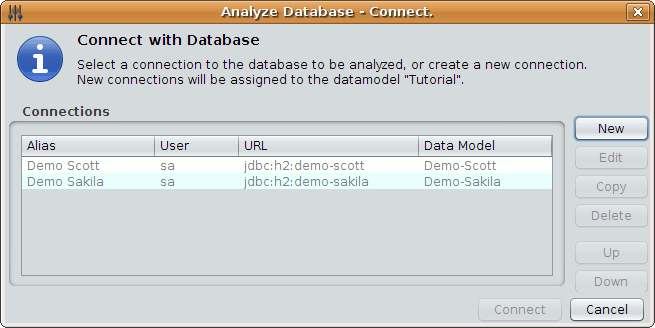 Analyze Database - Connect.
Connect with Database
Select a connection to the database to be analyzed, or create a new connection.
New connections will be assigned to the datamodel "Tutorial".
Connections
Alias User URL Data Model
Demo Scott sa jdbc:h2:demo-scott Demo-Scott
Demo Sakila sa jdbc:h2:demo-sakila Demo-Sakila
New
Edit
Copy
Delete
Up
Down
Connect Cancel